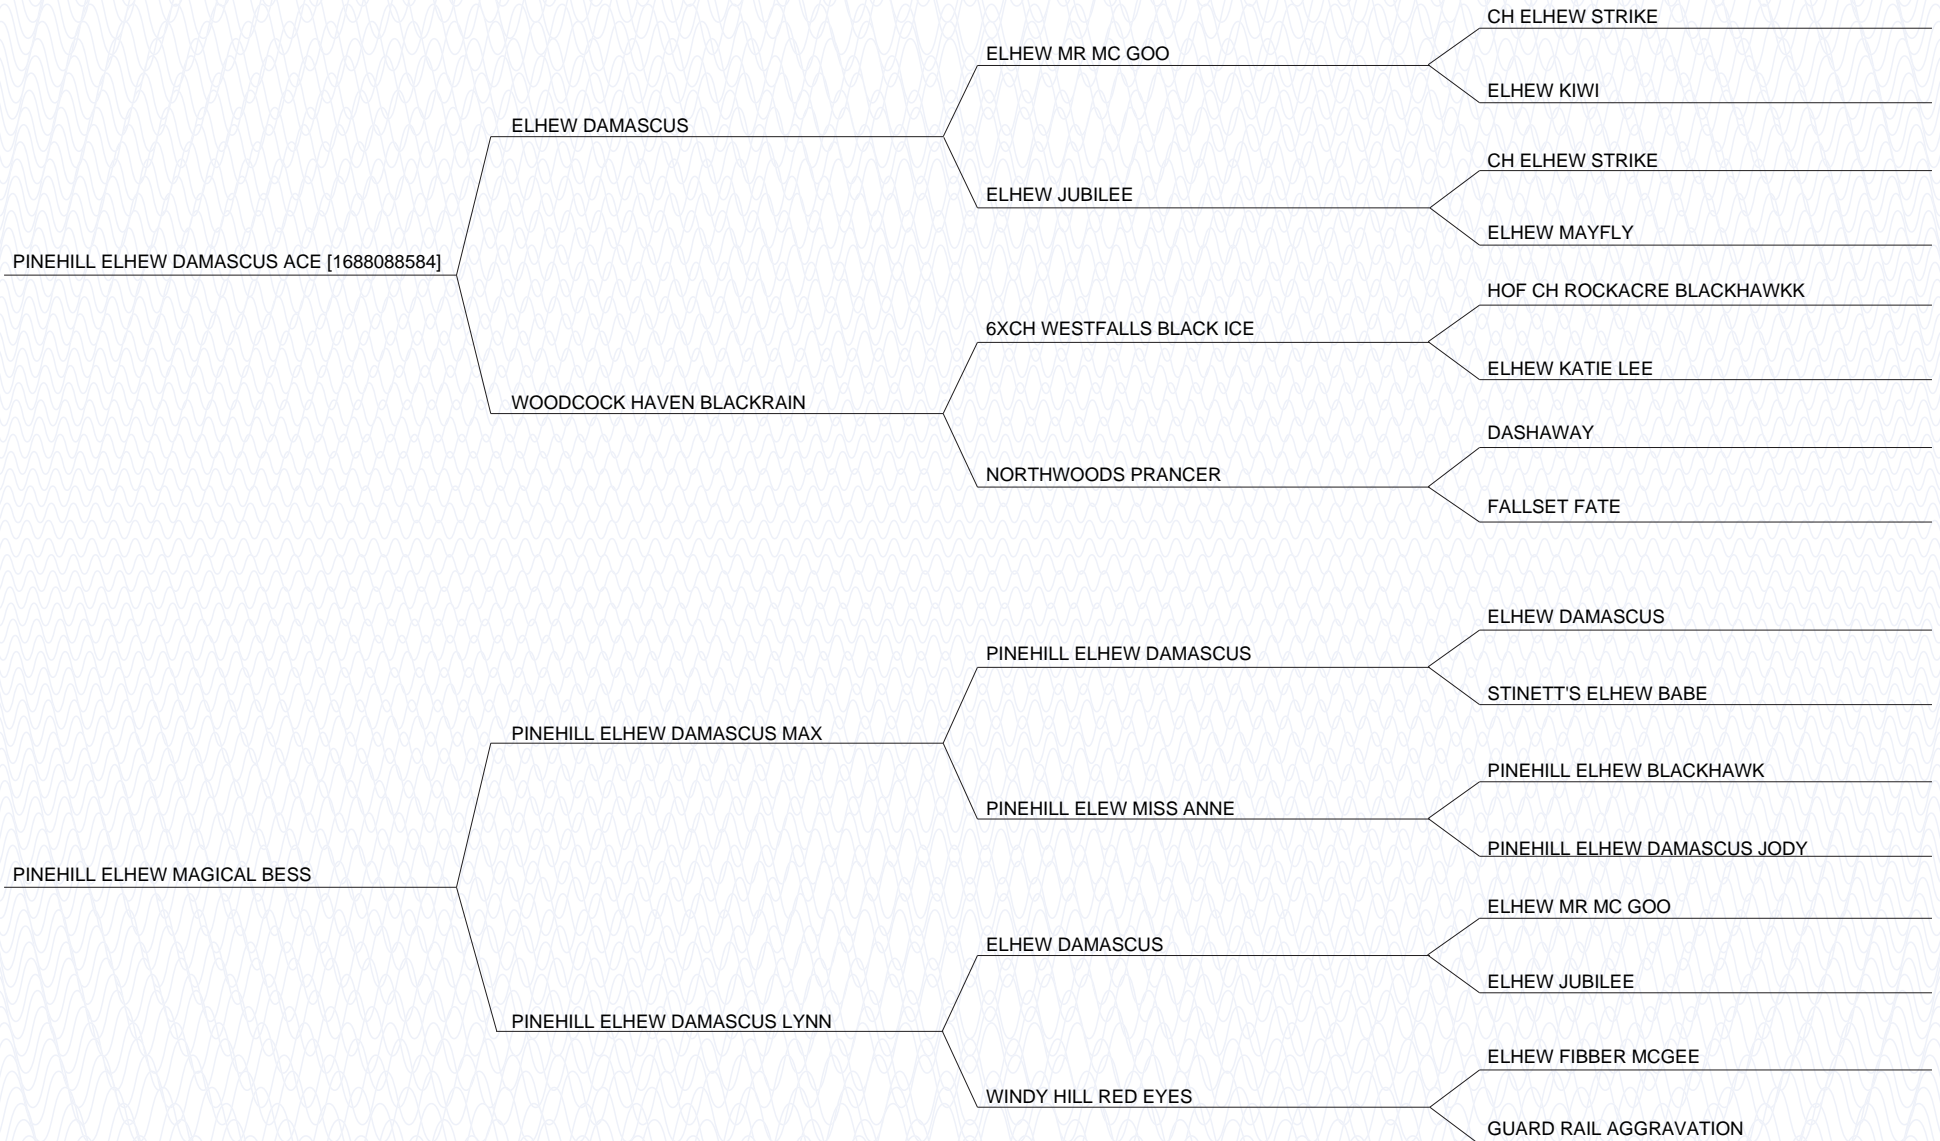 CH ELHEW STRIKE
ELHEW MR MC GOO
ELHEW KIWI
ELHEW DAMASCUS
CH ELHEW STRIKE
ELHEW JUBILEE
ELHEW MAYFLY
PINEHILL ELHEW DAMASCUS ACE [1688088584]
HOF CH ROCKACRE BLACKHAWKK
6XCH WESTFALLS BLACK ICE
ELHEW KATIE LEE
WOODCOCK HAVEN BLACKRAIN
DASHAWAY
NORTHWOODS PRANCER
FALLSET FATE
ELHEW DAMASCUS
PINEHILL ELHEW DAMASCUS
STINETT'S ELHEW BABE
PINEHILL ELHEW DAMASCUS MAX
PINEHILL ELHEW BLACKHAWK
PINEHILL ELEW MISS ANNE
PINEHILL ELHEW DAMASCUS JODY
PINEHILL ELHEW MAGICAL BESS
ELHEW MR MC GOO
ELHEW DAMASCUS
ELHEW JUBILEE
PINEHILL ELHEW DAMASCUS LYNN
ELHEW FIBBER MCGEE
WINDY HILL RED EYES
GUARD RAIL AGGRAVATION